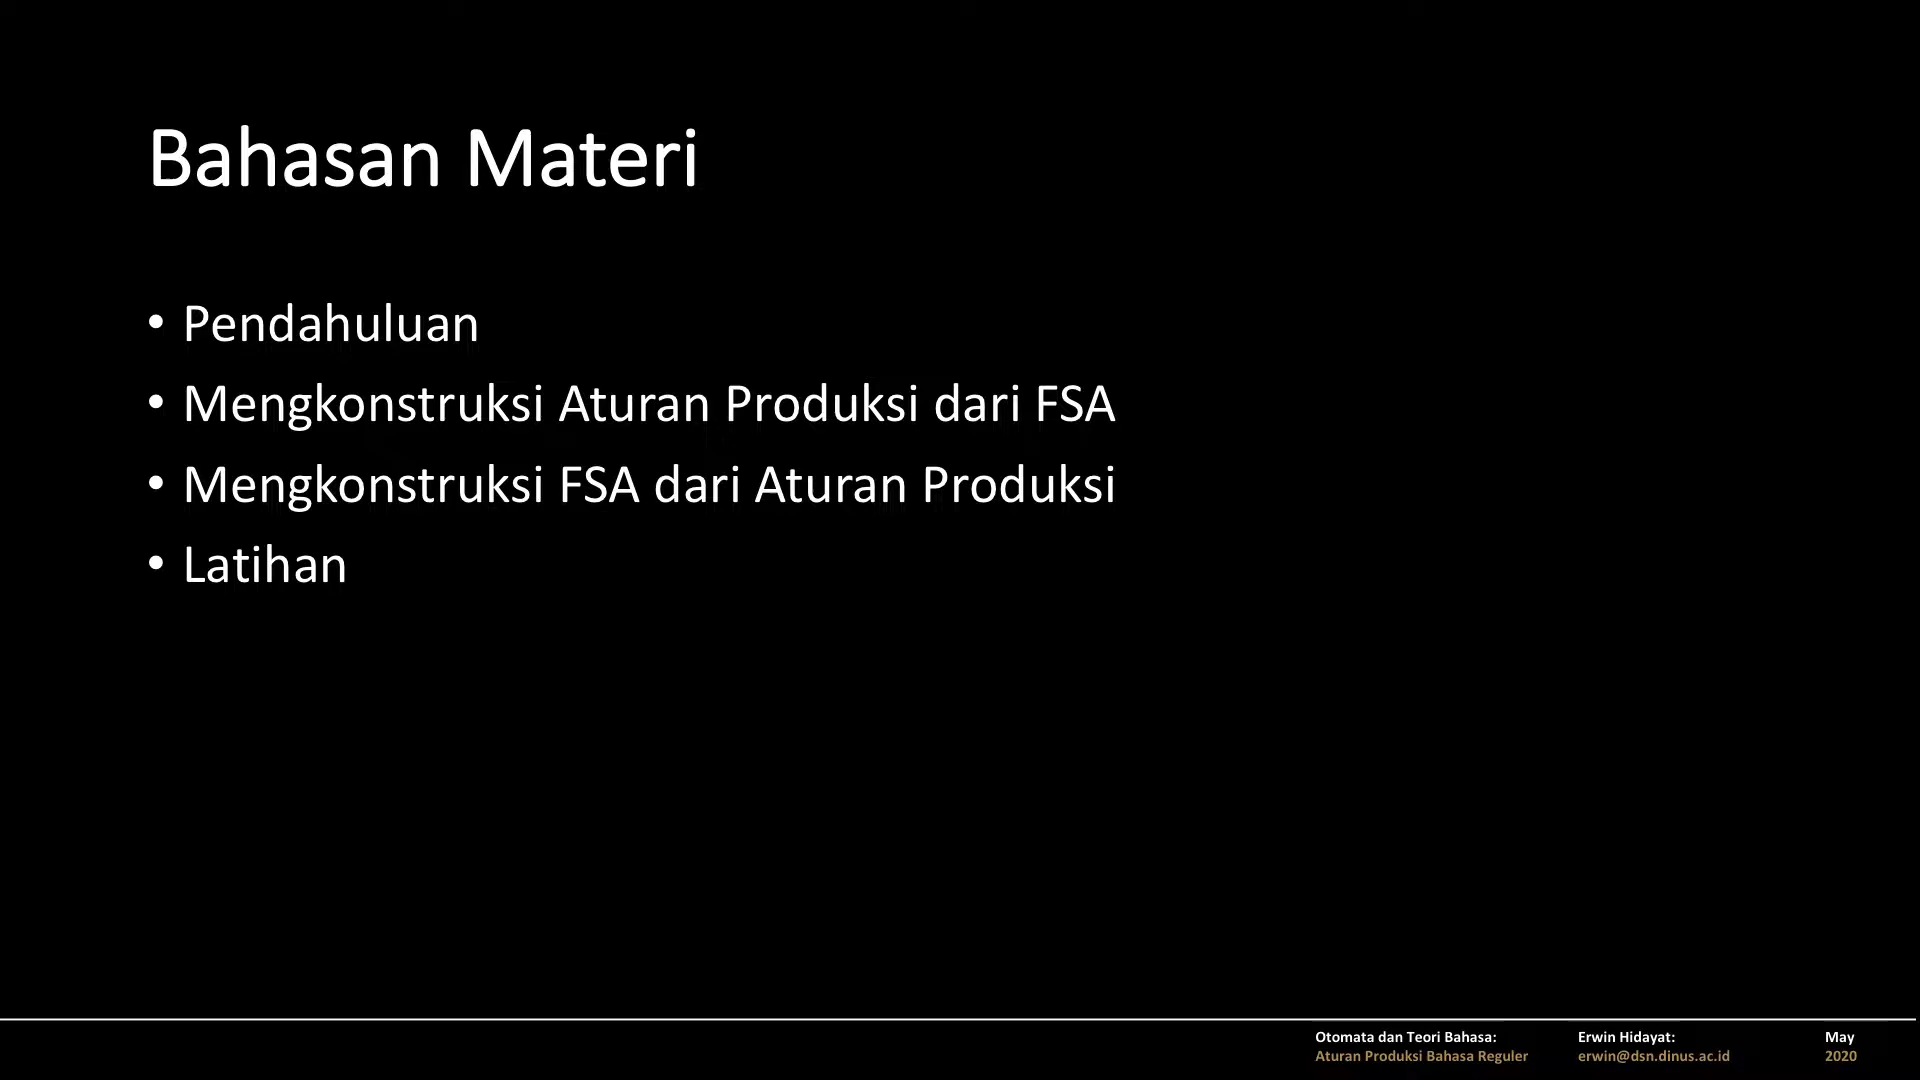 Bahasan Materi
• Pendahuluan
• Mengkonstruksi Aturan Produksi dari FSA
• Mengkonstruksi FSA dari Aturan Produksi
• Latihan
Otomata dan Teori Bahasa:
Aturan Produksi Bahasa Reguler
Erwin Hidayat:
erwin@dsn.dinus.ac.id
May
2020